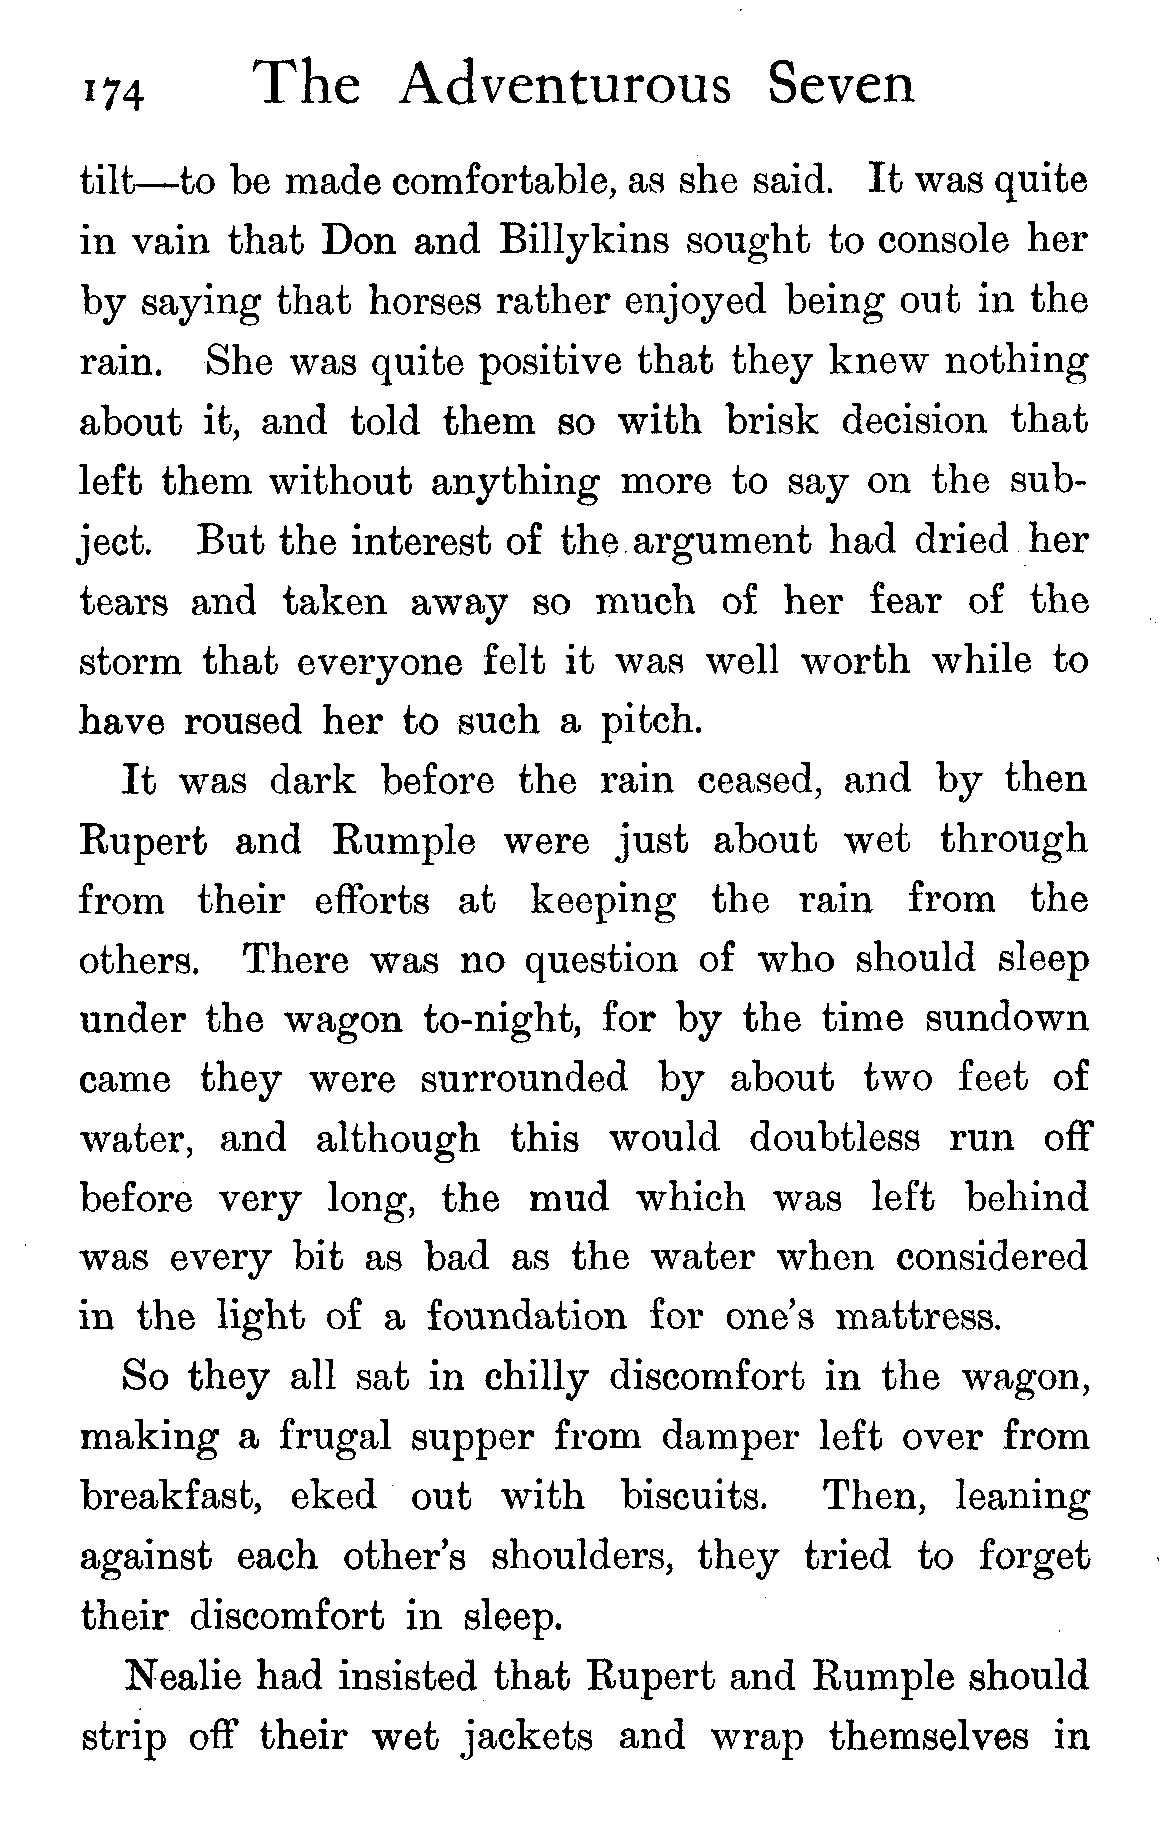 174 The Adventurous Seven
tilt—to be made comfortable, as she said. It was quite
in vain that Don and Billykins sought to console her
by saying that horses rather enjoyed being out in the
rain. She was quite positive that they knew nothing
about it, and told them so with brisk decision that
left them without anything more to say on the sub-
ject. But the interest of the argument had dried her
tears and taken away so much of her fear of the
storm that everyone felt it was well worth while to
have roused her to such a pitch.
It was dark before the rain ceased, and by then
Rupert and Rumple were just about wet through
from their efforts at keeping the rain from the
others. There was no question of who should sleep
under the wagon to-night, for by the time sundown
came they were surrounded by about two feet of
water, and although this would doubtless run off
before very long, the mud which was left behind
was every bit as bad as the water when considered
in the light of a foundation for one's mattress.
So they all sat in chilly discomfort in the wagon,
making a frugal supper from damper left over from
breakfast, eked out with biscuits. Then, leaning
against each other's shoulders, they tried to forget
their discomfort in sleep.
Nealie had insisted that Rupert and Rumple should
strip off their wet jackets and wrap themselves in